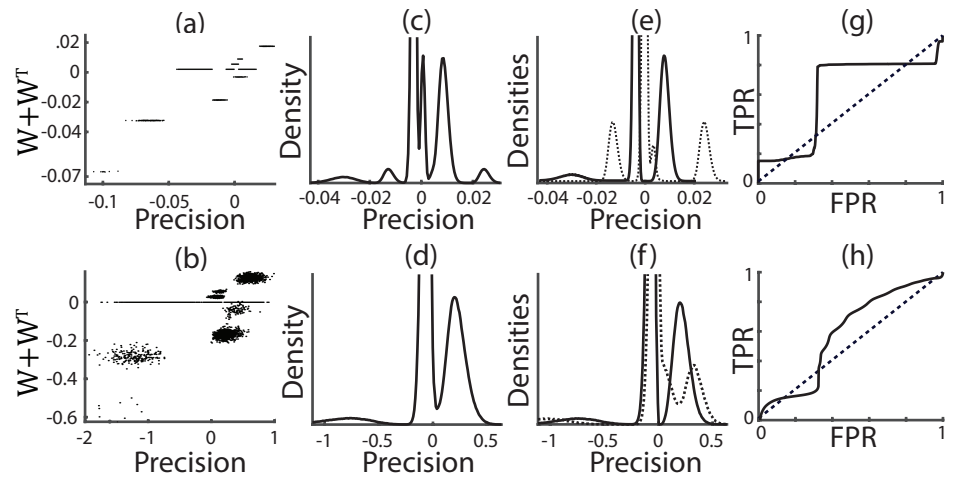 (a)
.02
0
-0.02
-0.04
-0.07
W+Wᵀ
-0.1 -0.05 0
Precision
(c)
Density
-0.04 -0.02 0 0.02
Precision
(e)
Densities
-0.04 -0.02 0 0.02
Precision
(g)
1
TPR
0
0 1
FPR
(b)
0
-0.2
-0.4
-0.6
W+Wᵀ
-2 -1 0 1
Precision
(d)
Density
-1 -0.5 0 0.5
Precision
(f)
Densities
-1 -0.5 0 0.5
Precision
(h)
1
TPR
0
0 1
FPR